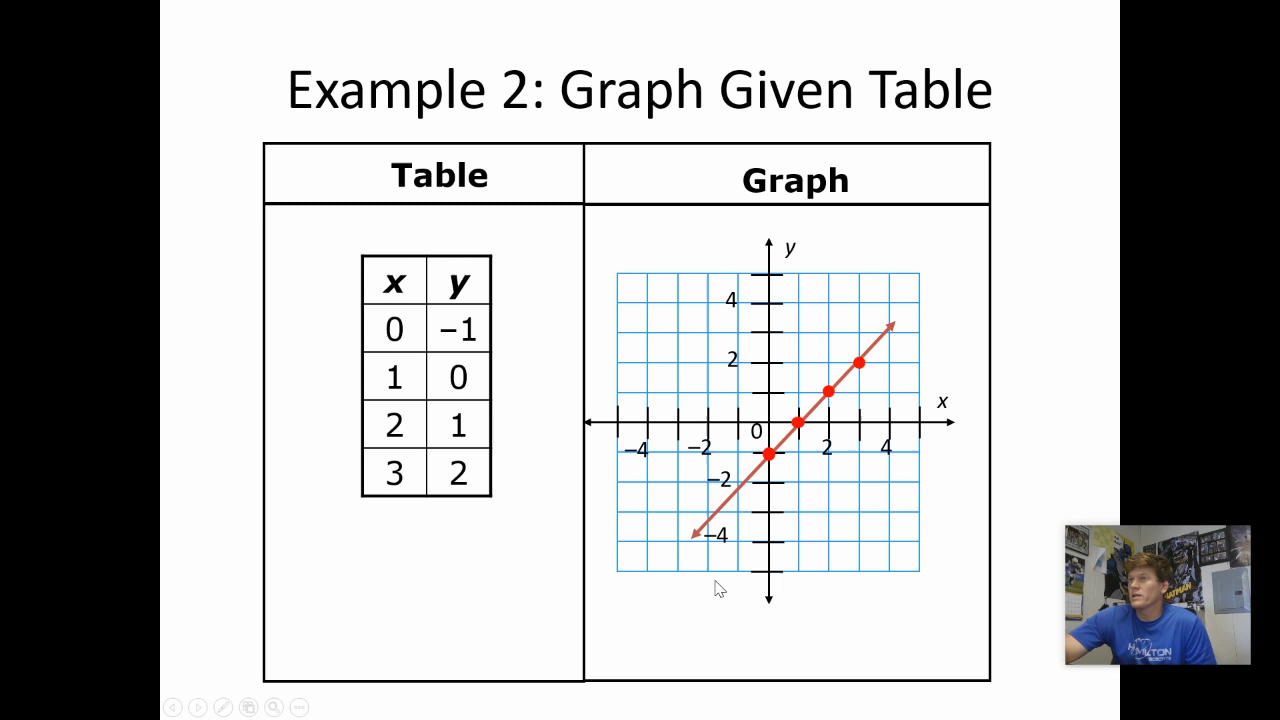 Example 2: Graph Given Table
Table
Graph
x y
0 −1
1 0
2 1
3 2
y
4
2
x
0
−4 −2 2 4
−2
−4
BATMAN